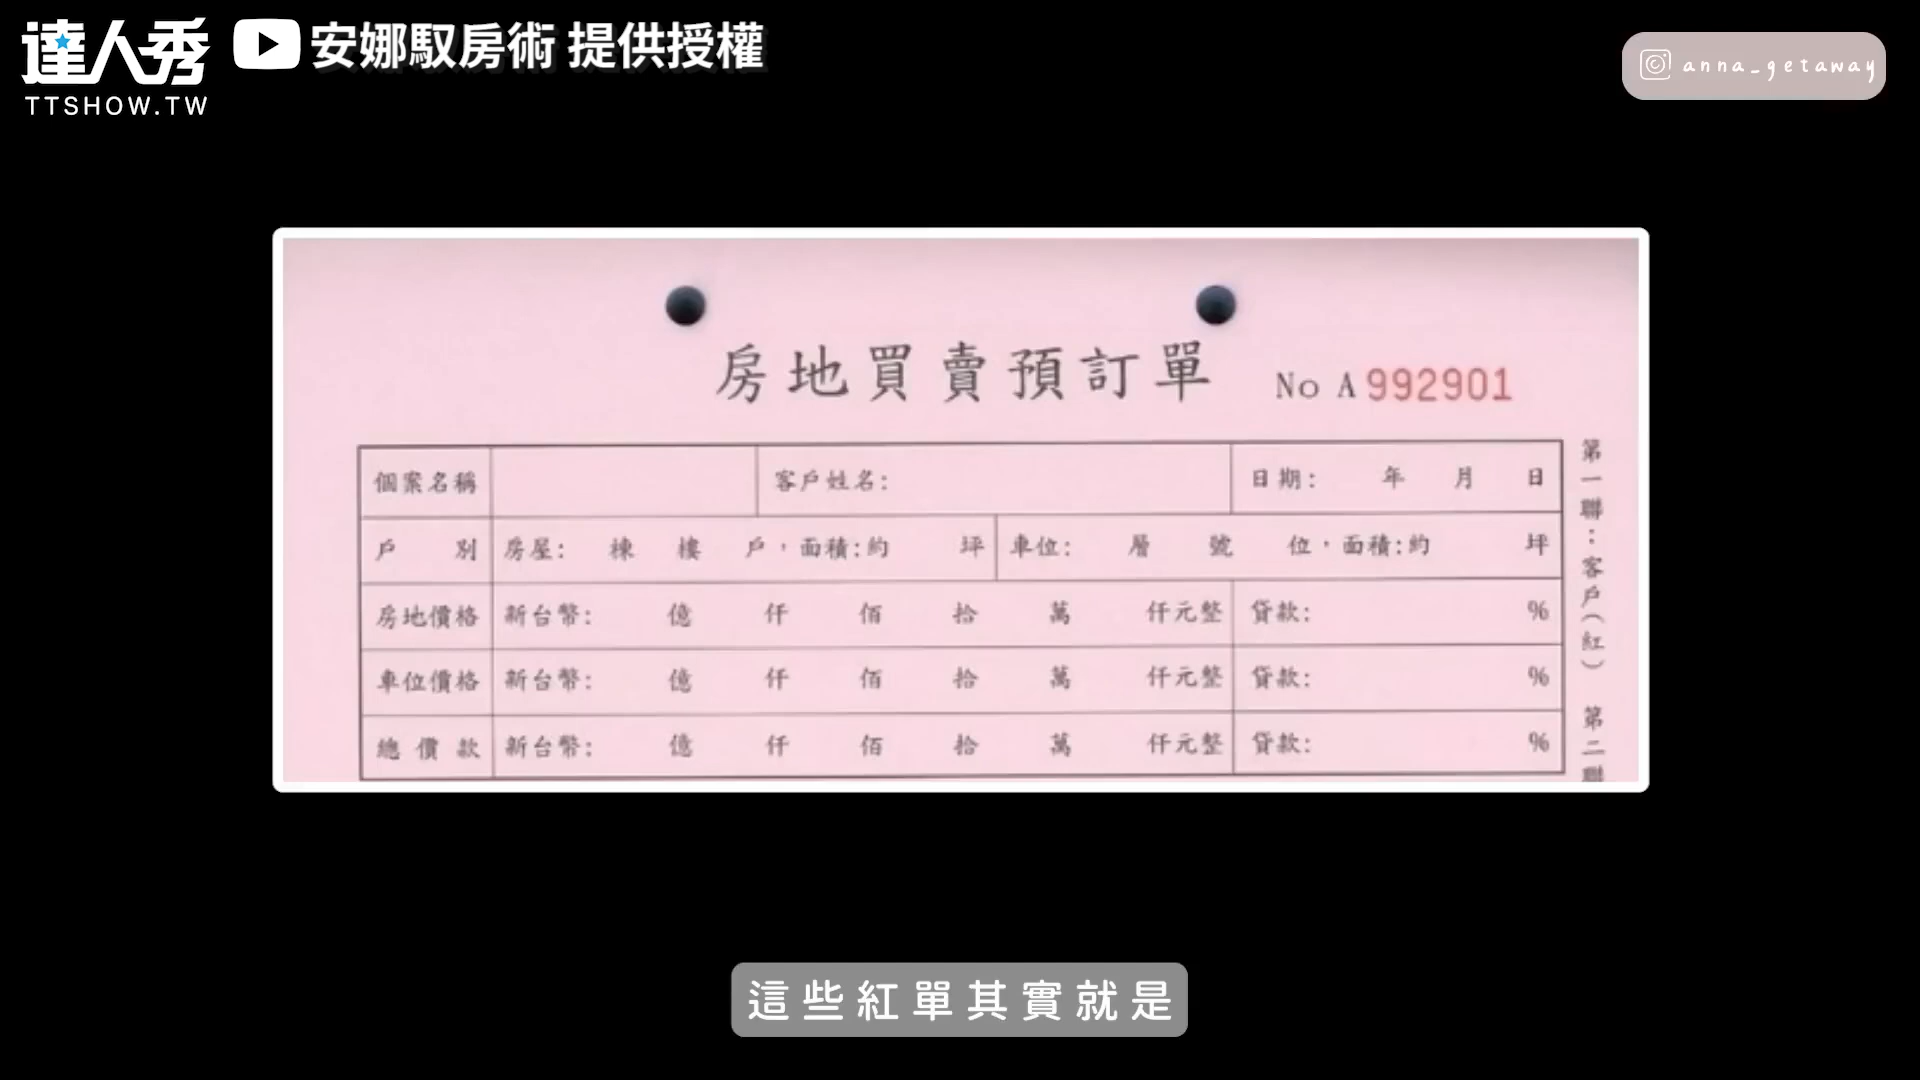 達人秀
TTSHOW.TW
安娜馭房術 提供授權
anna_getaway
房地買賣預訂單 No A 992901
個案名稱 客戶姓名: 日期: 年 月 日
戶 別 房屋: 棟 樓 戶，面積:約 坪 車位: 層 號 位，面積:約 坪
房地價格 新台幣: 億 仟 佰 拾 萬 仟元整 貸款: %
車位價格 新台幣: 億 仟 佰 拾 萬 仟元整 貸款: %
總價款 新台幣: 億 仟 佰 拾 萬 仟元整 貸款: %
第一聯:客戶(紅) 第二聯
這些紅單其實就是